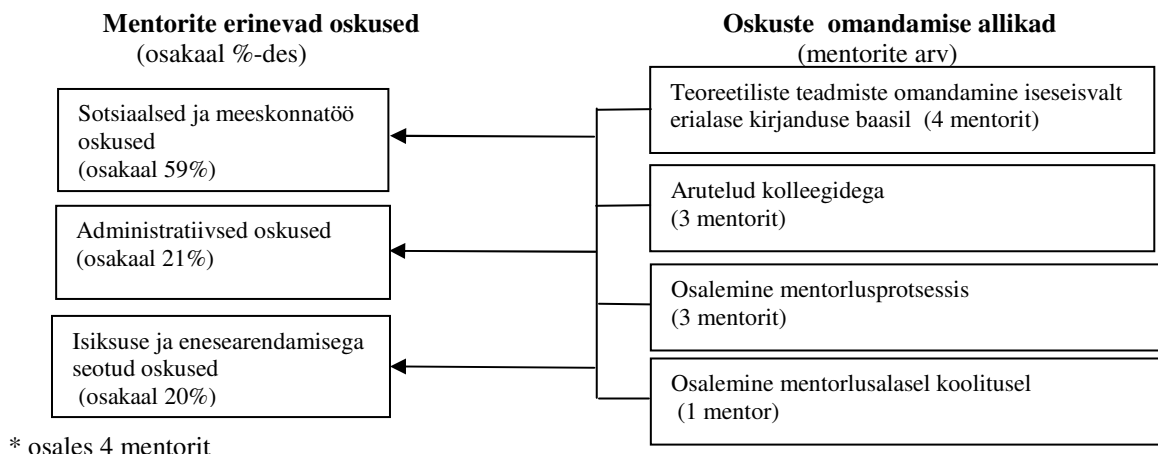 Mentorite erinevad oskused
(osakaal %-des)
Sotsiaalsed ja meeskonnatöö
oskused
(osakaal 59%)
Administratiivsed oskused
(osakaal 21%)
Isiksuse ja enesearendamisega
seotud oskused
(osakaal 20%)
* osales 4 mentorit
Oskuste omandamise allikad
(mentorite arv)
Teoreetiliste teadmiste omandamine iseseisvalt
erialase kirjanduse baasil (4 mentorit)
Arutelud kolleegidega
(3 mentorit)
Osalemine mentorlusprotsessis
(3 mentorit)
Osalemine mentorlusalasel koolitusel
(1 mentor)